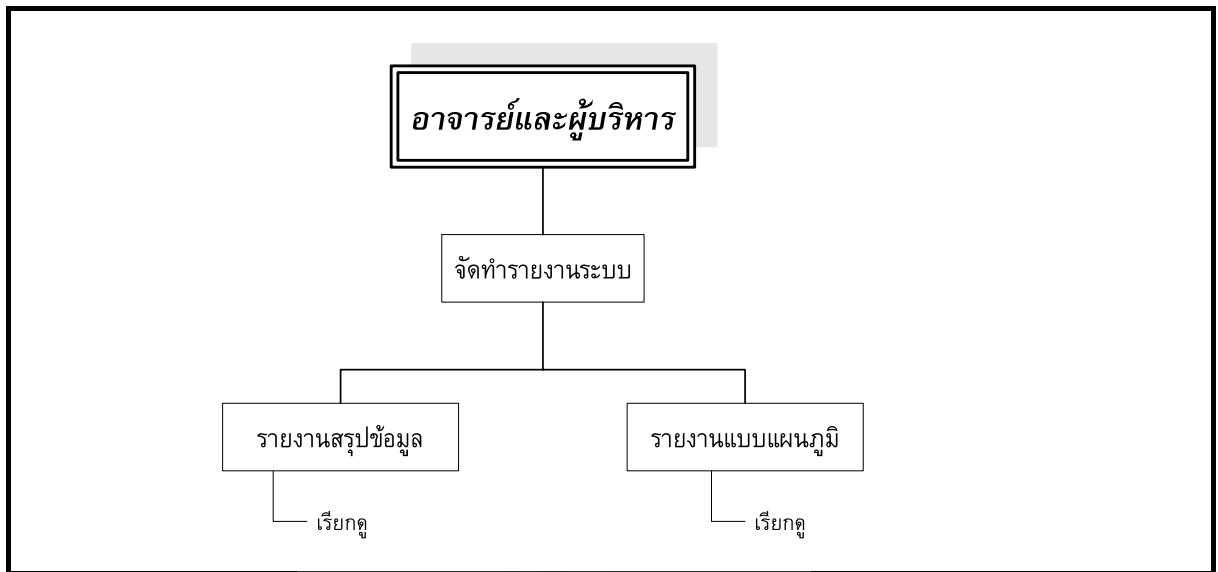 อาจารย์และผู้บริหาร
จัดทำรายงานระบบ
รายงานสรุปข้อมูล
รายงานแบบแผนภูมิ
เรียกดู
เรียกดู